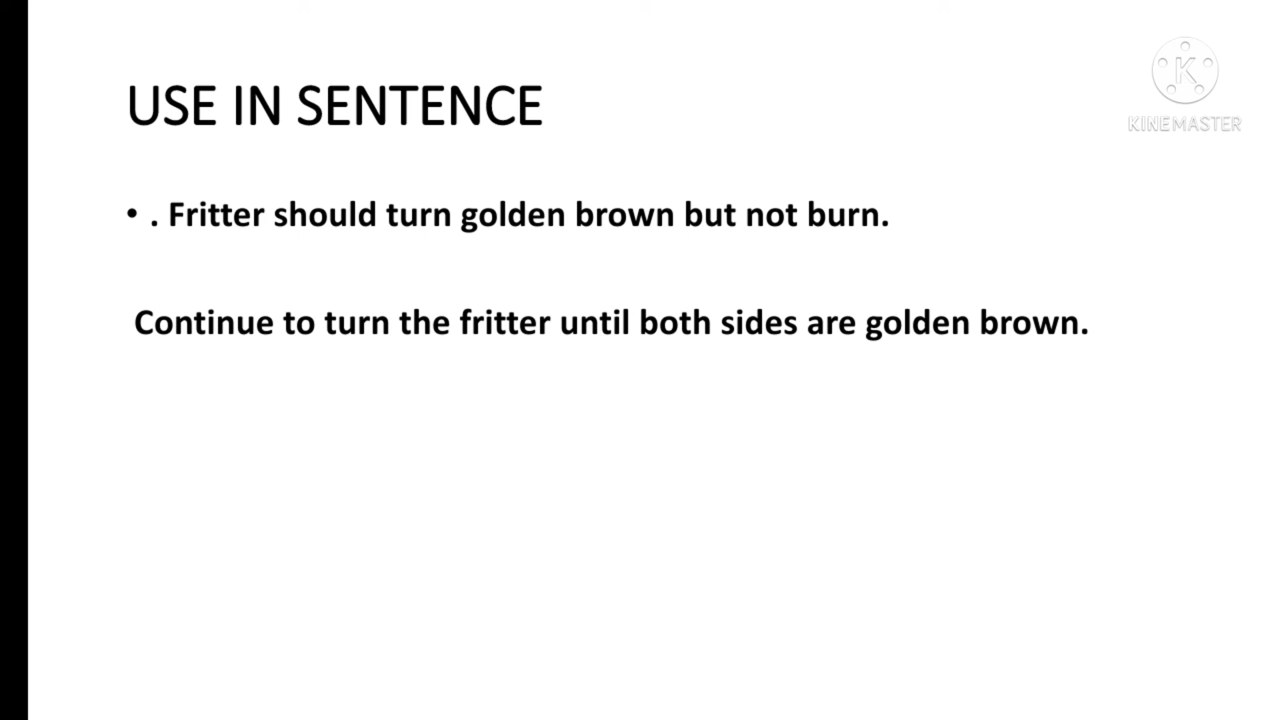 USE IN SENTENCE
K
KINEMASTER
• . Fritter should turn golden brown but not burn.
Continue to turn the fritter until both sides are golden brown.